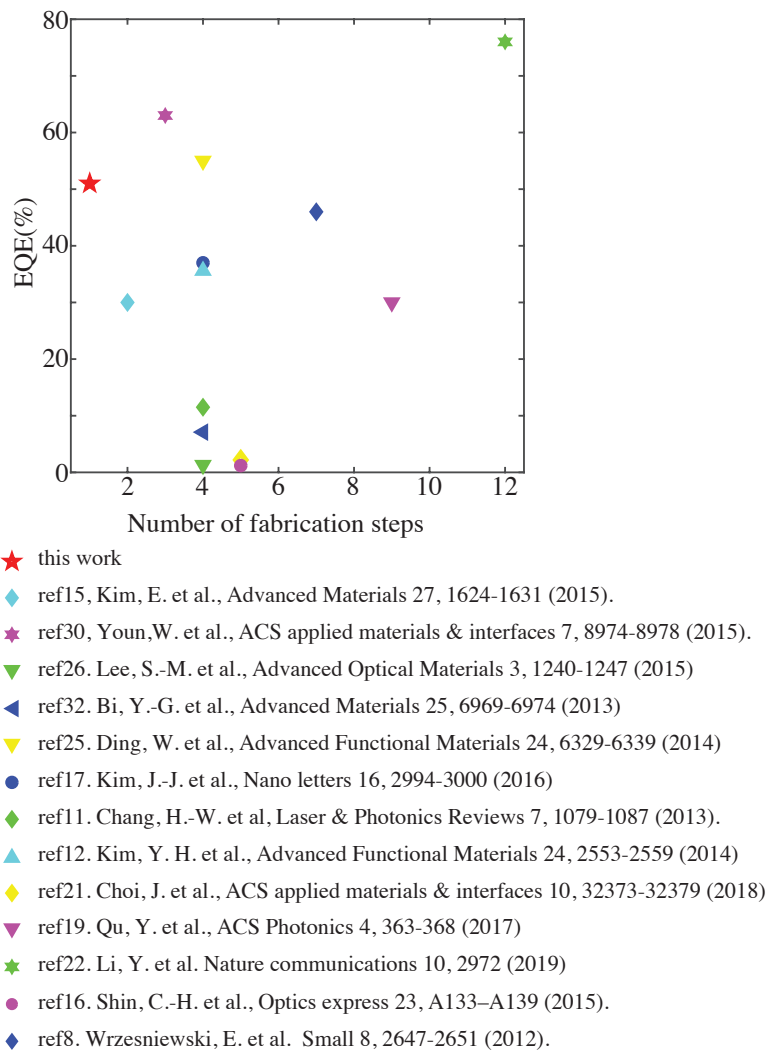 80
60
40
20
0
EQE(%)
2 4 6 8 10 12
Number of fabrication steps
this work
ref15, Kim, E. et al., Advanced Materials 27, 1624-1631 (2015).
ref30, Youn,W. et al., ACS applied materials & interfaces 7, 8974-8978 (2015).
ref26. Lee, S.-M. et al., Advanced Optical Materials 3, 1240-1247 (2015)
ref32. Bi, Y.-G. et al., Advanced Materials 25, 6969-6974 (2013)
ref25. Ding, W. et al., Advanced Functional Materials 24, 6329-6339 (2014)
ref17. Kim, J.-J. et al., Nano letters 16, 2994-3000 (2016)
ref11. Chang, H.-W. et al, Laser & Photonics Reviews 7, 1079-1087 (2013).
ref12. Kim, Y. H. et al., Advanced Functional Materials 24, 2553-2559 (2014)
ref21. Choi, J. et al., ACS applied materials & interfaces 10, 32373-32379 (2018)
ref19. Qu, Y. et al., ACS Photonics 4, 363-368 (2017)
ref22. Li, Y. et al. Nature communications 10, 2972 (2019)
ref16. Shin, C.-H. et al., Optics express 23, A133–A139 (2015).
ref8. Wrzesniewski, E. et al. Small 8, 2647-2651 (2012).